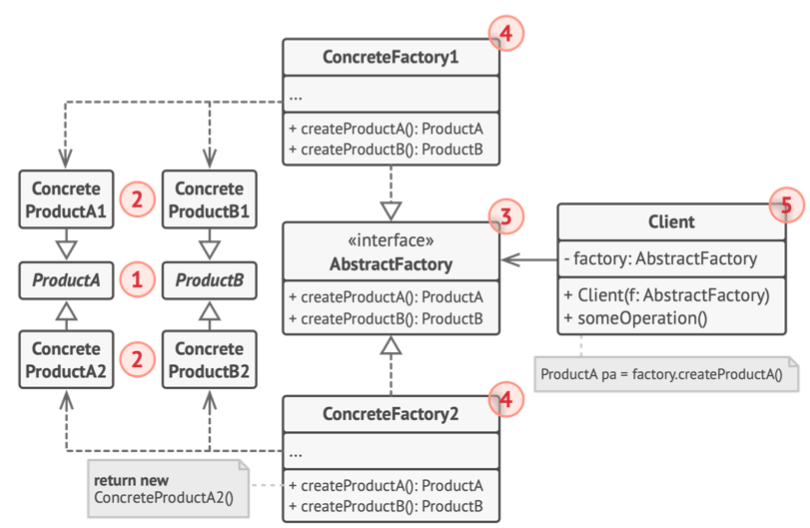 4
ConcreteFactory1
...
+ createProductA(): ProductA
+ createProductB(): ProductB
Concrete
ProductA1
2
Concrete
ProductB1
ProductA
1
ProductB
Concrete
ProductA2
2
Concrete
ProductB2
3
«interface»
AbstractFactory
+ createProductA(): ProductA
+ createProductB(): ProductB
5
Client
- factory: AbstractFactory
+ Client(f: AbstractFactory)
+ someOperation()
ProductA pa = factory.createProductA()
4
ConcreteFactory2
...
+ createProductA(): ProductA
+ createProductB(): ProductB
return new
ConcreteProductA2()